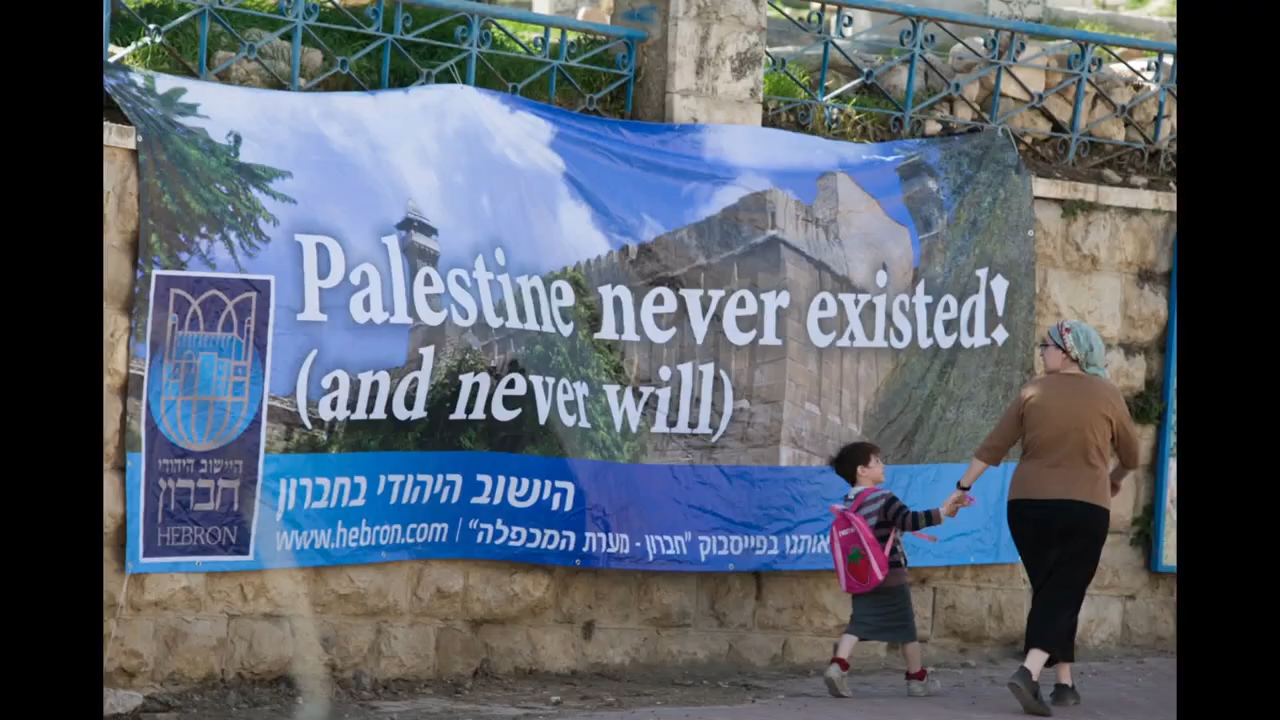 Palestine never existed!
(and never will)
היישוב היהודי
חברון
HEBRON
הישוב היהודי בחברון
www.hebron.com | אותנו בפייסבוק "חברון - מערת המכפלה"